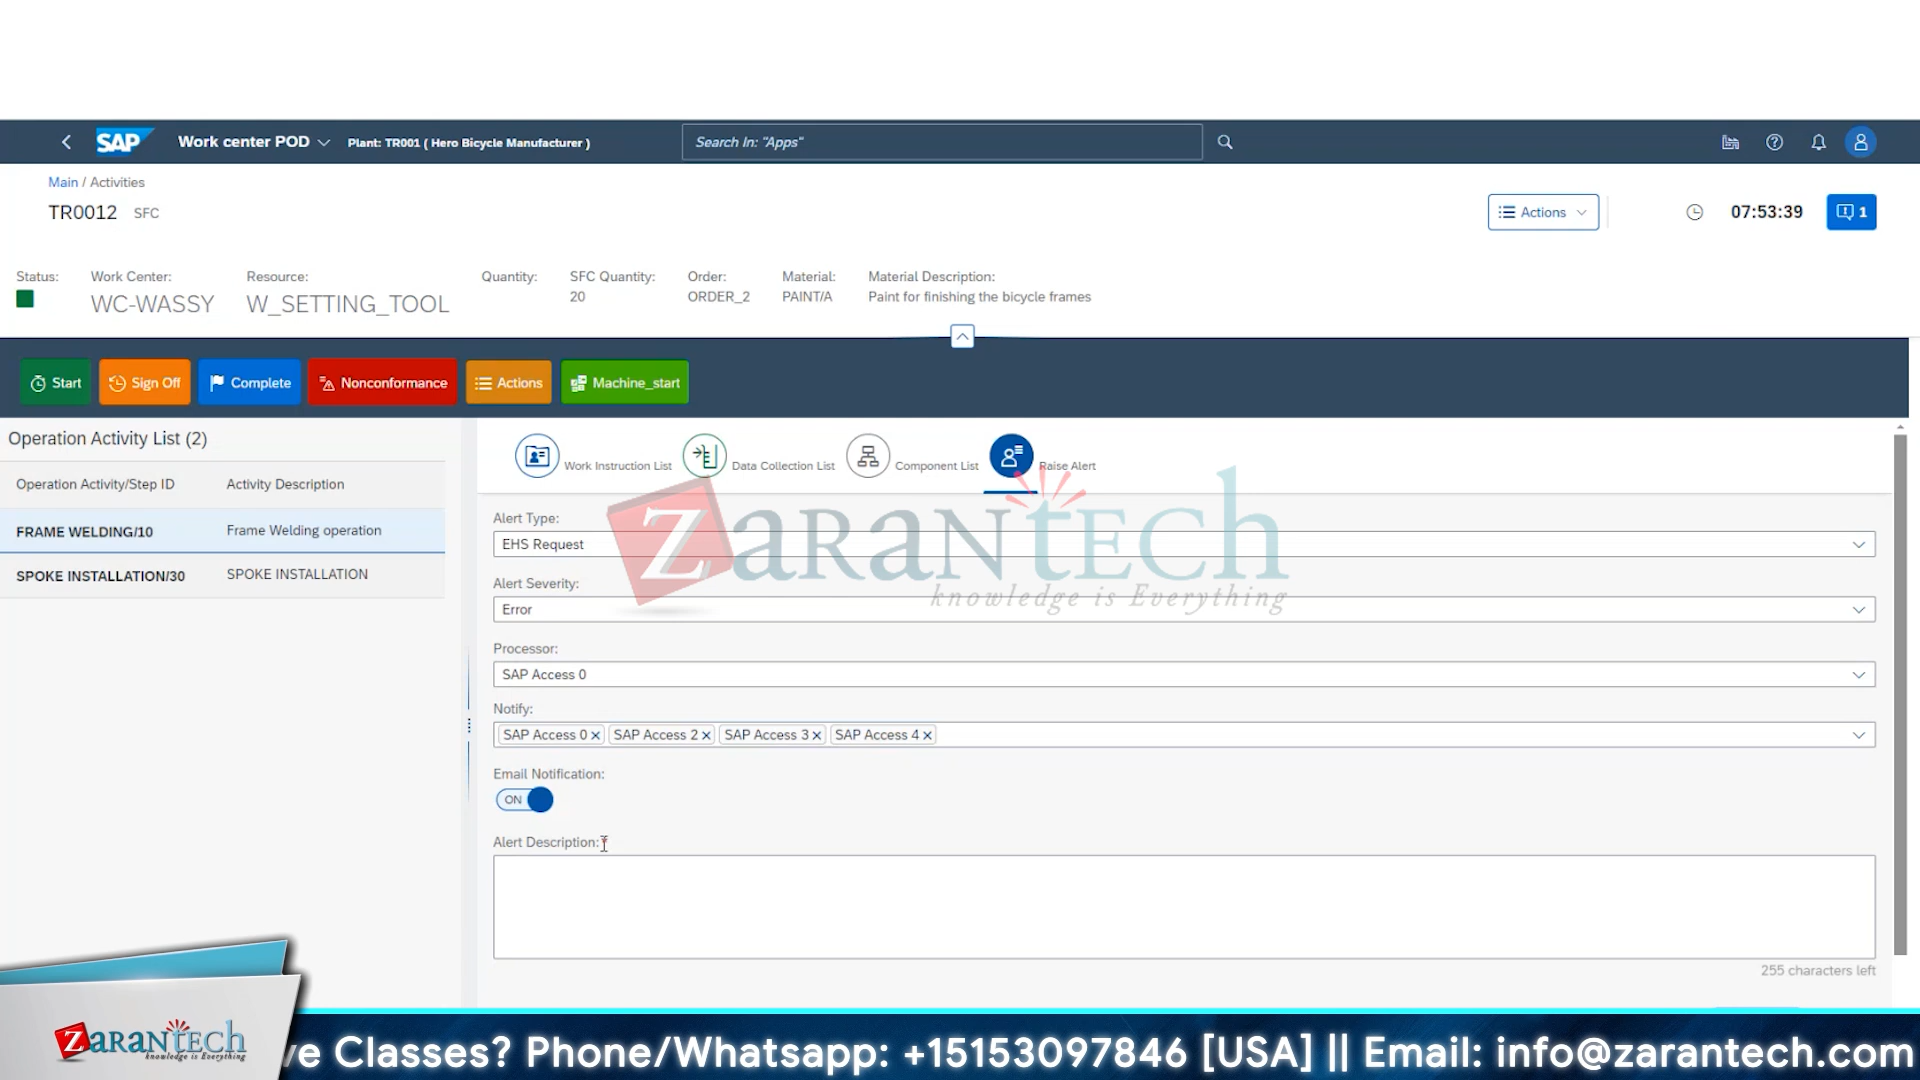 SAP Work center POD Plant: TR001 ( Hero Bicycle Manufacturer ) Search In: "Apps"
Main / Activities
TR0012 SFC Actions 07:53:39 1
Status: Work Center: Resource: Quantity: SFC Quantity: Order: Material: Material Description:
WC-WASSY W_SETTING_TOOL 20 ORDER_2 PAINT/A Paint for finishing the bicycle frames
Start Sign Off Complete Nonconformance Actions Machine_start
Operation Activity List (2)
Operation Activity/Step ID Activity Description
FRAME WELDING/10 Frame Welding operation
SPOKE INSTALLATION/30 SPOKE INSTALLATION
Work Instruction List Data Collection List Component List Raise Alert
Alert Type:
EHS Request
Alert Severity:
Error
Processor:
SAP Access 0
Notify:
SAP Access 0 SAP Access 2 SAP Access 3 SAP Access 4
Email Notification:
ON
Alert Description:
255 characters left
ZaranTech
knowledge is Everything
ZaranTech
knowledge is Everything
ve Classes? Phone/Whatsapp: +15153097846 [USA] || Email: info@zarantech.com